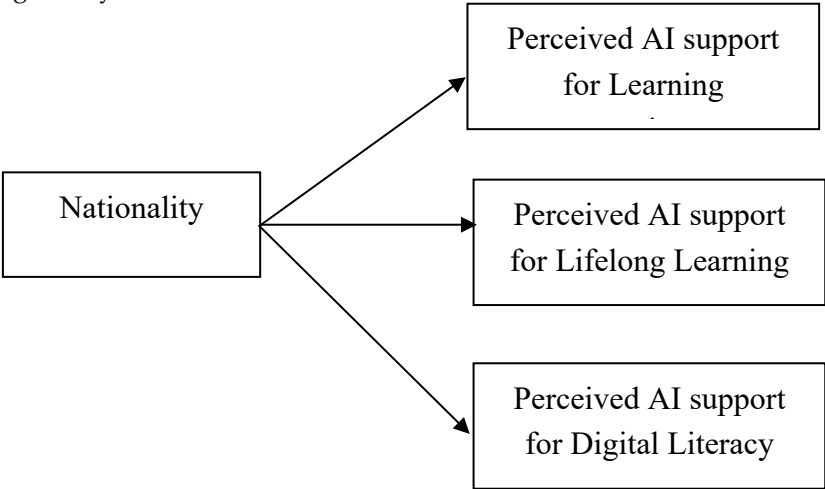 Perceived AI support
for Learning
Nationality
Perceived AI support
for Lifelong Learning
Perceived AI support
for Digital Literacy